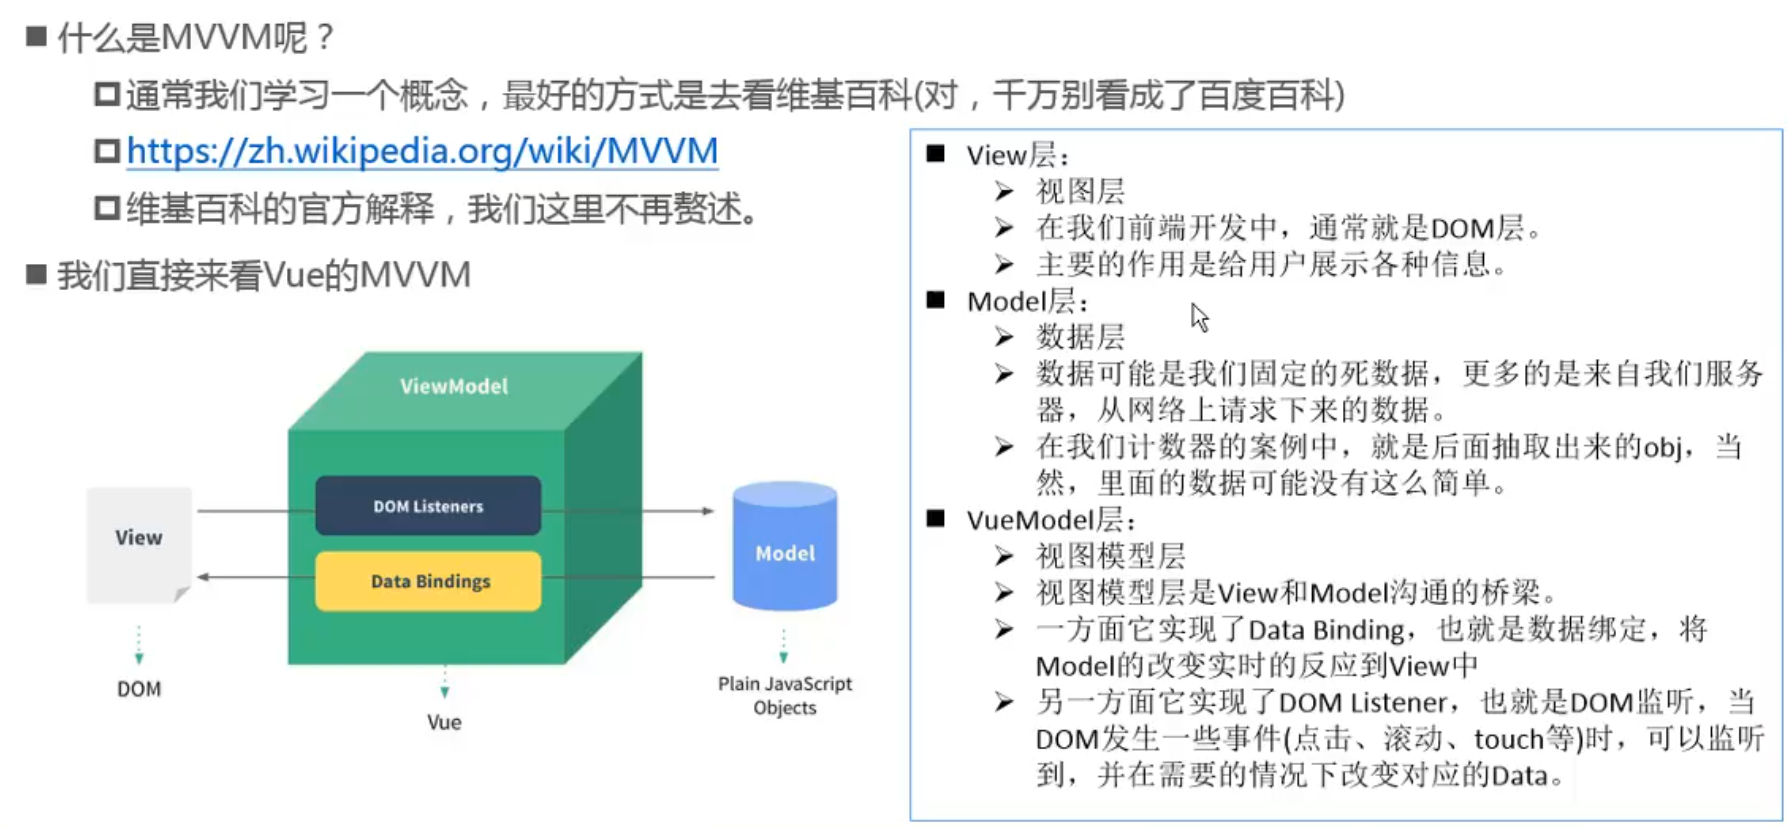 什么是MVVM呢？
通常我们学习一个概念，最好的方式是去看维基百科(对，千万别看成了百度百科)
https://zh.wikipedia.org/wiki/MVVM
维基百科的官方解释，我们这里不再赘述。
我们直接来看Vue的MVVM
ViewModel
DOM Listeners
Data Bindings
View
Model
DOM
Vue
Plain JavaScript
Objects
View层：
视图层
在我们前端开发中，通常就是DOM层。
主要的作用是给用户展示各种信息。
Model层：
数据层
数据可能是我们固定的死数据，更多的是来自我们服务
器，从网络上请求下来的数据。
在我们计数器的案例中，就是后面抽取出来的obj，当
然，里面的数据可能没有这么简单。
VueModel层：
视图模型层
视图模型层是View和Model沟通的桥梁。
一方面它实现了Data Binding，也就是数据绑定，将
Model的改变实时的反应到View中
另一方面它实现了DOM Listener，也就是DOM监听，当
DOM发生一些事件(点击、滚动、touch等)时，可以监听
到，并在需要的情况下改变对应的Data。